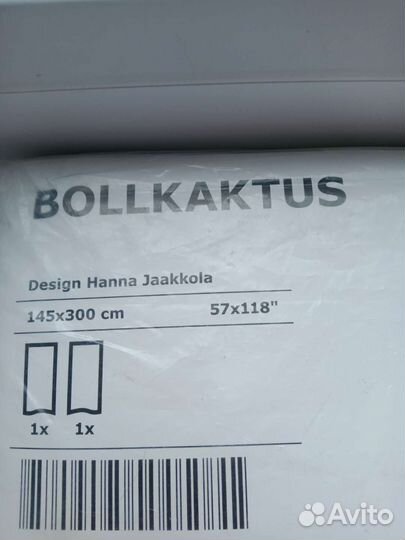 BOLLKAKTUS
Design Hanna Jaakkola
145x300 cm 57x118"
1x 1x
Avito